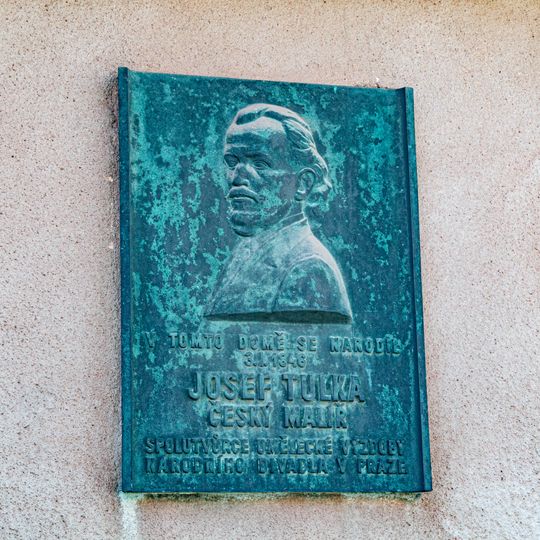 V TOMTO DOMĚ SE NARODIL
3.I.1846
JOSEF TULKA
ČESKÝ MALÍŘ
SPOLUTVŮRCE UMĚLECKÉ VÝZDOBY
NÁRODNÍHO DIVADLA V PRAZE